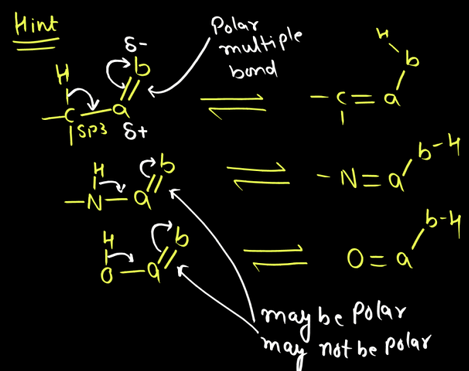 Hint
δ-
b
Polar
multiple
bond
H
-C-a
SP3 δ+
H
b
-C=a
H
b
-N-a
b-H
-N=a
H
b
O-a
b-H
O=a
may be Polar
may not be polar